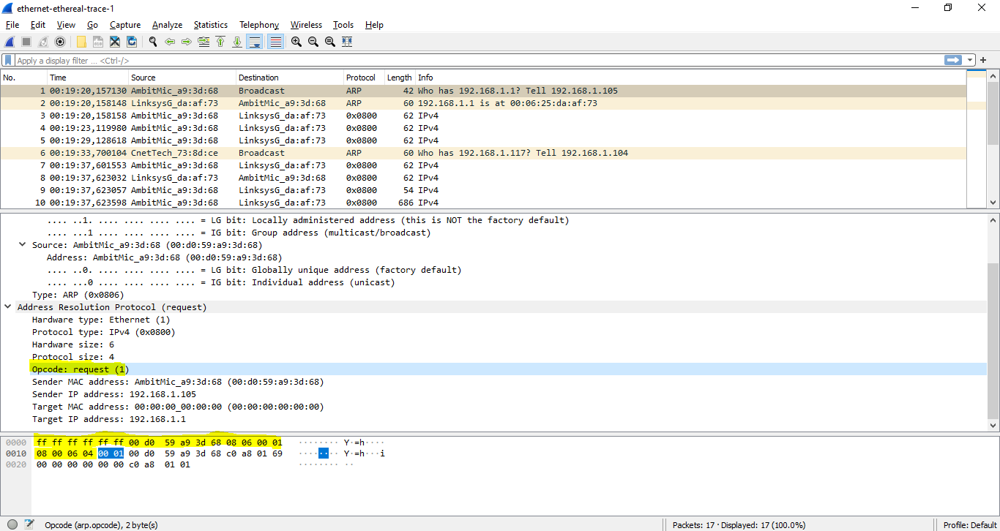 ethernet-ethereal-trace-1
File Edit View Go Capture Analyze Statistics Telephony Wireless Tools Help
Apply a display filter ... <Ctrl-/>
No. Time Source Destination Protocol Length Info
1 00:19:20,157130 AmbitMic_a9:3d:68 Broadcast ARP 42 Who has 192.168.1.1? Tell 192.168.1.105
2 00:19:20,158148 LinksysG_da:af:73 AmbitMic_a9:3d:68 ARP 60 192.168.1.1 is at 00:06:25:da:af:73
3 00:19:20,158158 AmbitMic_a9:3d:68 LinksysG_da:af:73 0x0800 62 IPv4
4 00:19:23,119980 AmbitMic_a9:3d:68 LinksysG_da:af:73 0x0800 62 IPv4
5 00:19:29,128618 AmbitMic_a9:3d:68 LinksysG_da:af:73 0x0800 62 IPv4
6 00:19:33,700104 CnetTech_73:8d:ce Broadcast ARP 60 Who has 192.168.1.117? Tell 192.168.1.104
7 00:19:37,601553 AmbitMic_a9:3d:68 LinksysG_da:af:73 0x0800 62 IPv4
8 00:19:37,623032 LinksysG_da:af:73 AmbitMic_a9:3d:68 0x0800 62 IPv4
9 00:19:37,623057 AmbitMic_a9:3d:68 LinksysG_da:af:73 0x0800 54 IPv4
10 00:19:37,623598 AmbitMic_a9:3d:68 LinksysG_da:af:73 0x0800 686 IPv4
.... ..1. .... .... .... .... = LG bit: Locally administered address (this is NOT the factory default)
.... ...1 .... .... .... .... = IG bit: Group address (multicast/broadcast)
Source: AmbitMic_a9:3d:68 (00:d0:59:a9:3d:68)
Address: AmbitMic_a9:3d:68 (00:d0:59:a9:3d:68)
.... ..0. .... .... .... .... = LG bit: Globally unique address (factory default)
.... ...0 .... .... .... .... = IG bit: Individual address (unicast)
Type: ARP (0x0806)
Address Resolution Protocol (request)
Hardware type: Ethernet (1)
Protocol type: IPv4 (0x0800)
Hardware size: 6
Protocol size: 4
Opcode: request (1)
Sender MAC address: AmbitMic_a9:3d:68 (00:d0:59:a9:3d:68)
Sender IP address: 192.168.1.105
Target MAC address: 00:00:00_00:00:00 (00:00:00:00:00:00)
Target IP address: 192.168.1.1
0000 ff ff ff ff ff ff 00 d0 59 a9 3d 68 08 06 00 01 ········ Y·=h····
0010 08 00 06 04 00 01 00 d0 59 a9 3d 68 c0 a8 01 69 ········ Y·=h···i
0020 00 00 00 00 00 00 c0 a8 01 01 ········ ··
Opcode (arp.opcode), 2 byte(s) Packets: 17 · Displayed: 17 (100.0%) Profile: Default